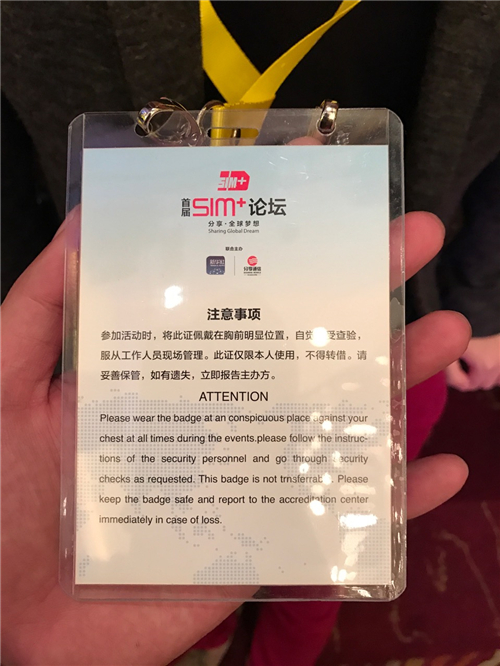 SIM+
首届 SIM+ 论坛
分享·全球梦想
Sharing Global Dream
联合主办
注意事项
参加活动时，将此证佩戴在胸前明显位置，自觉 受查验，
服从工作人员现场管理。此证仅限本人使用，不得转借。请
妥善保管，如有遗失，立即报告主办方。
ATTENTION
Please wear the badge at an conspicuous place against your
chest at all times during the events.please follow the instruc-
tions of the security personnel and go through security
checks as requested. This badge is not Please
keep the badge safe and report to the accreditation center
immediately in case of loss.